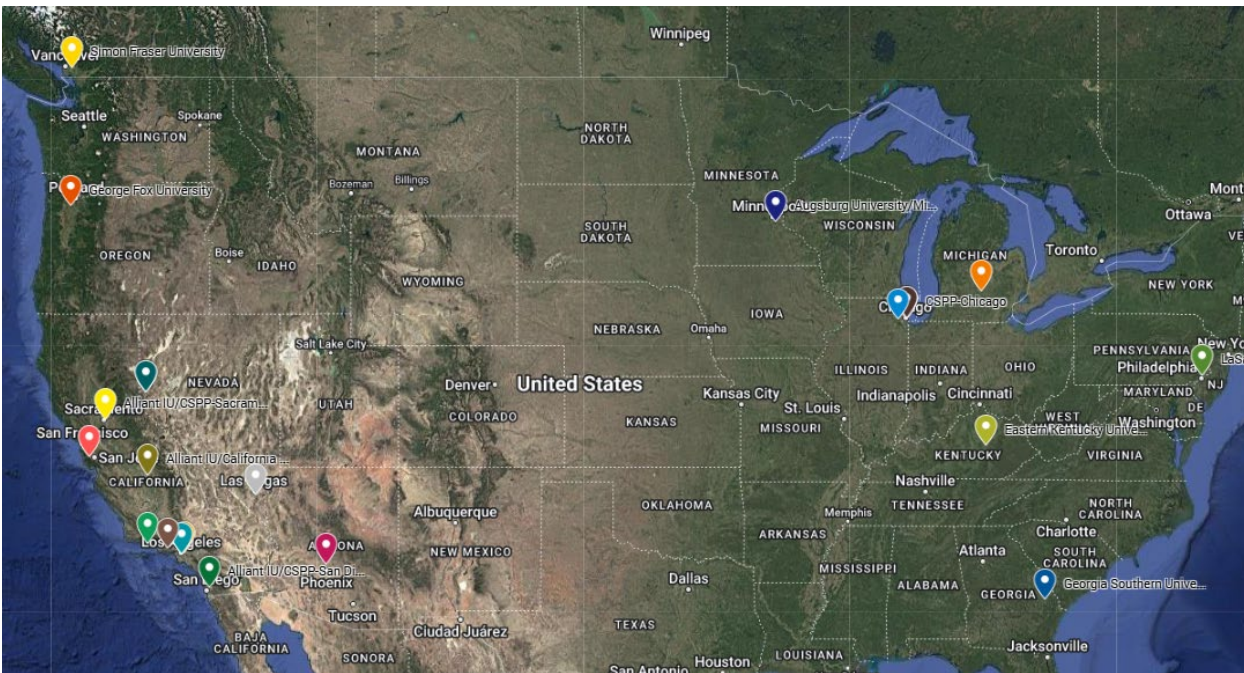 Winnipeg
Simon Fraser University
Seattle
Spokane
WASHINGTON
NORTH
DAKOTA
MONTANA
MINNESOTA
George Fox University
Bozeman
Billings
Augsburg University/Mi...
Ottawa
WISCONSIN
SOUTH
DAKOTA
OREGON
Boise
IDAHO
MICHIGAN
Toronto
WYOMING
NEW YORK
CSPP-Chicago
IOWA
NEBRASKA
Omaha
Salt Lake City
PENNSYLVANIA
Philadelphia
NEVADA
United States
Denver
ILLINOIS
INDIANA
OHIO
NJ
UTAH
Kansas City
Indianapolis
Cincinnati
MARYLAND
Alliant IU/CSPP-Sacram...
COLORADO
St. Louis
DE
WEST
Washington
KANSAS
MISSOURI
Eastern Kentucky Unive...
San Francisco
KENTUCKY
VIRGINIA
Alliant IU/California ...
CALIFORNIA
Nashville
TENNESSEE
OKLAHOMA
Albuquerque
Memphis
NORTH
CAROLINA
ARKANSAS
Charlotte
NEW MEXICO
Atlanta
SOUTH
CAROLINA
Alliant IU/CSPP-San Di...
Phoenix
Dallas
MISSISSIPPI
ALABAMA
GEORGIA
Georgia Southern Unive...
Tucson
TEXAS
Ciudad Juárez
BAJA
CALIFORNIA
SONORA
Jacksonville
LOUISIANA
Houston
San Antonio